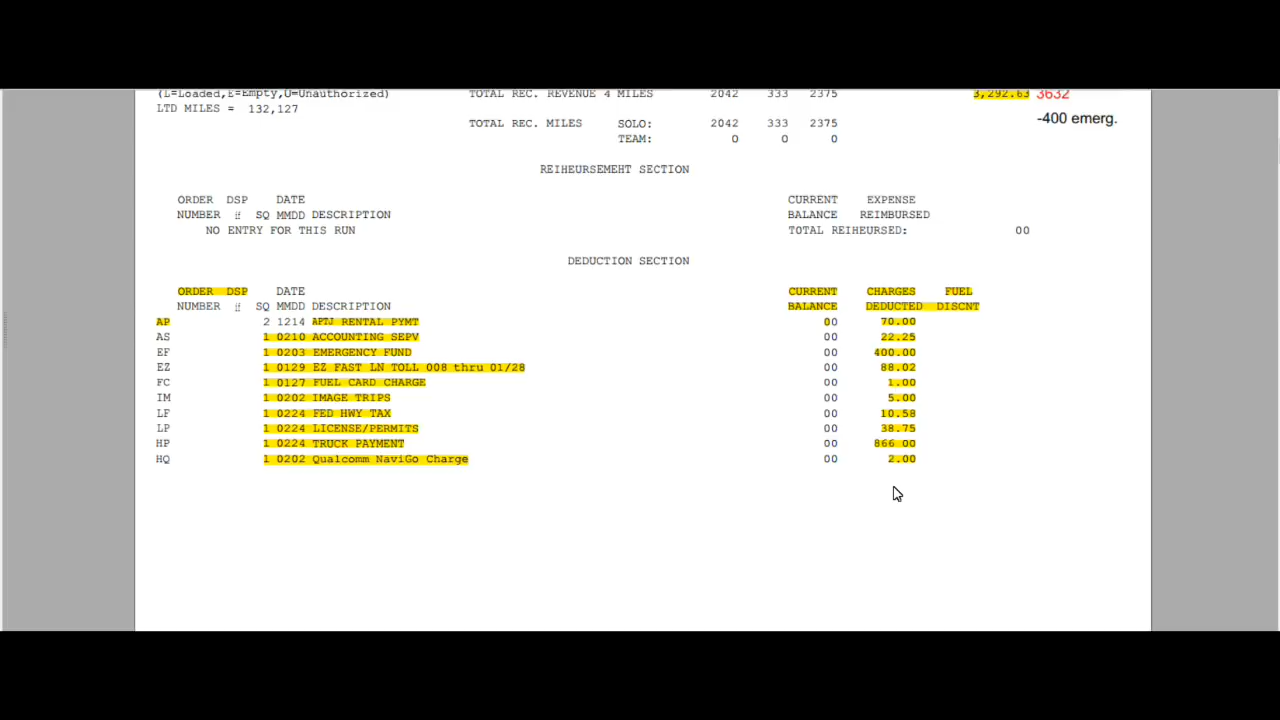 (L=Loaded,E=Empty,U=Unauthorized) TOTAL REC. REVENUE 4 MILES 2042 333 2375 3,292.63 3632
LTD MILES = 132,127 -400 emerg.
TOTAL REC. MILES SOLO: 2042 333 2375
TEAM: 0 0 0
REIHEURSEMEHT SECTION
ORDER DSP DATE CURRENT EXPENSE
NUMBER if SQ MMDD DESCRIPTION BALANCE REIMBURSED
NO ENTRY FOR THIS RUN TOTAL REIHEURSED: 00
DEDUCTION SECTION
ORDER DSP DATE CURRENT CHARGES FUEL
NUMBER if SQ MMDD DESCRIPTION BALANCE DEDUCTED DISCNT
AP 2 1214 APTJ RENTAL PYMT 00 70.00
AS 1 0210 ACCOUNTING SEPV 00 22.25
EF 1 0203 EMERGENCY FUND 00 400.00
EZ 1 0129 EZ FAST LN TOLL 008 thru 01/28 00 88.02
FC 1 0127 FUEL CARD CHARGE 00 1.00
IM 1 0202 IMAGE TRIPS 00 5.00
LF 1 0224 FED HWY TAX 00 10.58
LP 1 0224 LICENSE/PERMITS 00 38.75
HP 1 0224 TRUCK PAYMENT 00 866 00
HQ 1 0202 Qualcomm NaviGo Charge 00 2.00